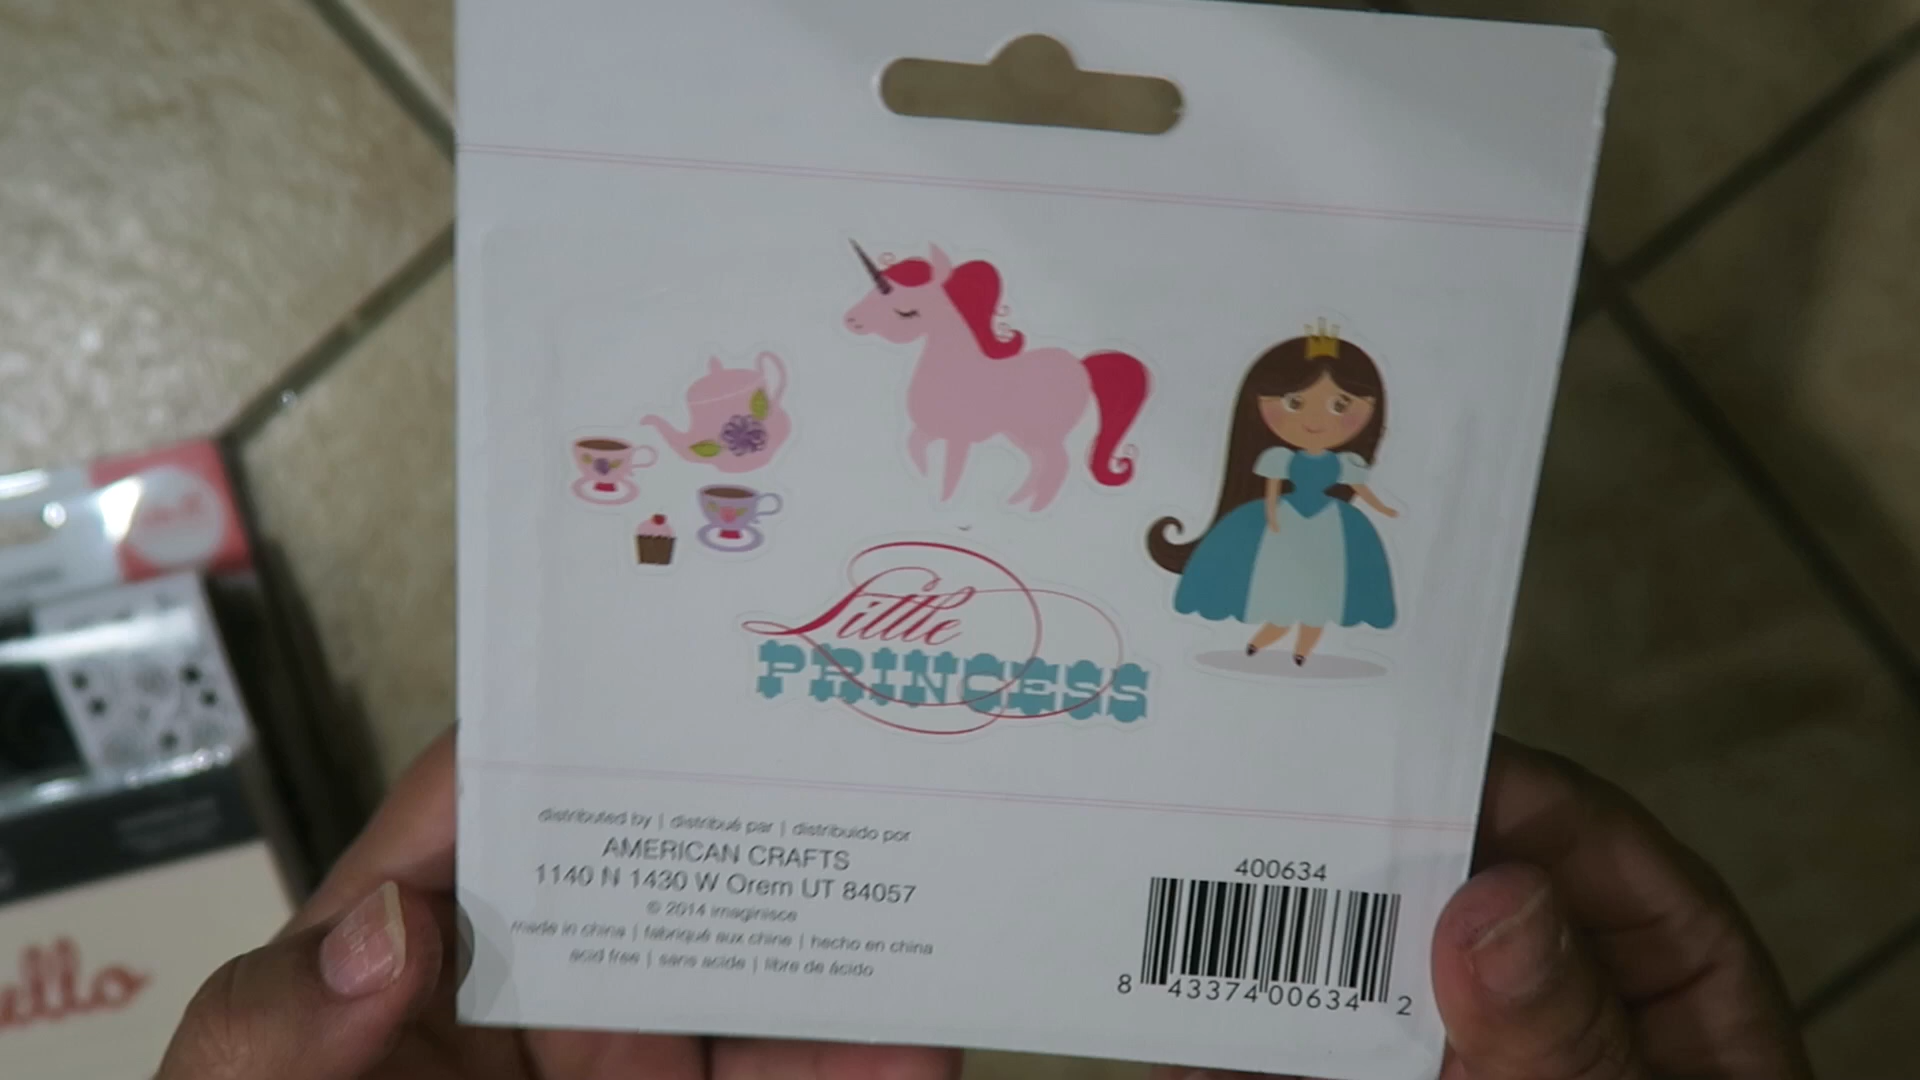 Little
PRINCESS
distributed by | distribué par | distribuido por
AMERICAN CRAFTS
1140 N 1430 W Orem UT 84057
© 2014 imaginisce
made in china | fabriqué aux chine | hecho en china
acid free | sans acide | libre de ácido
400634
8 43374 00634 2